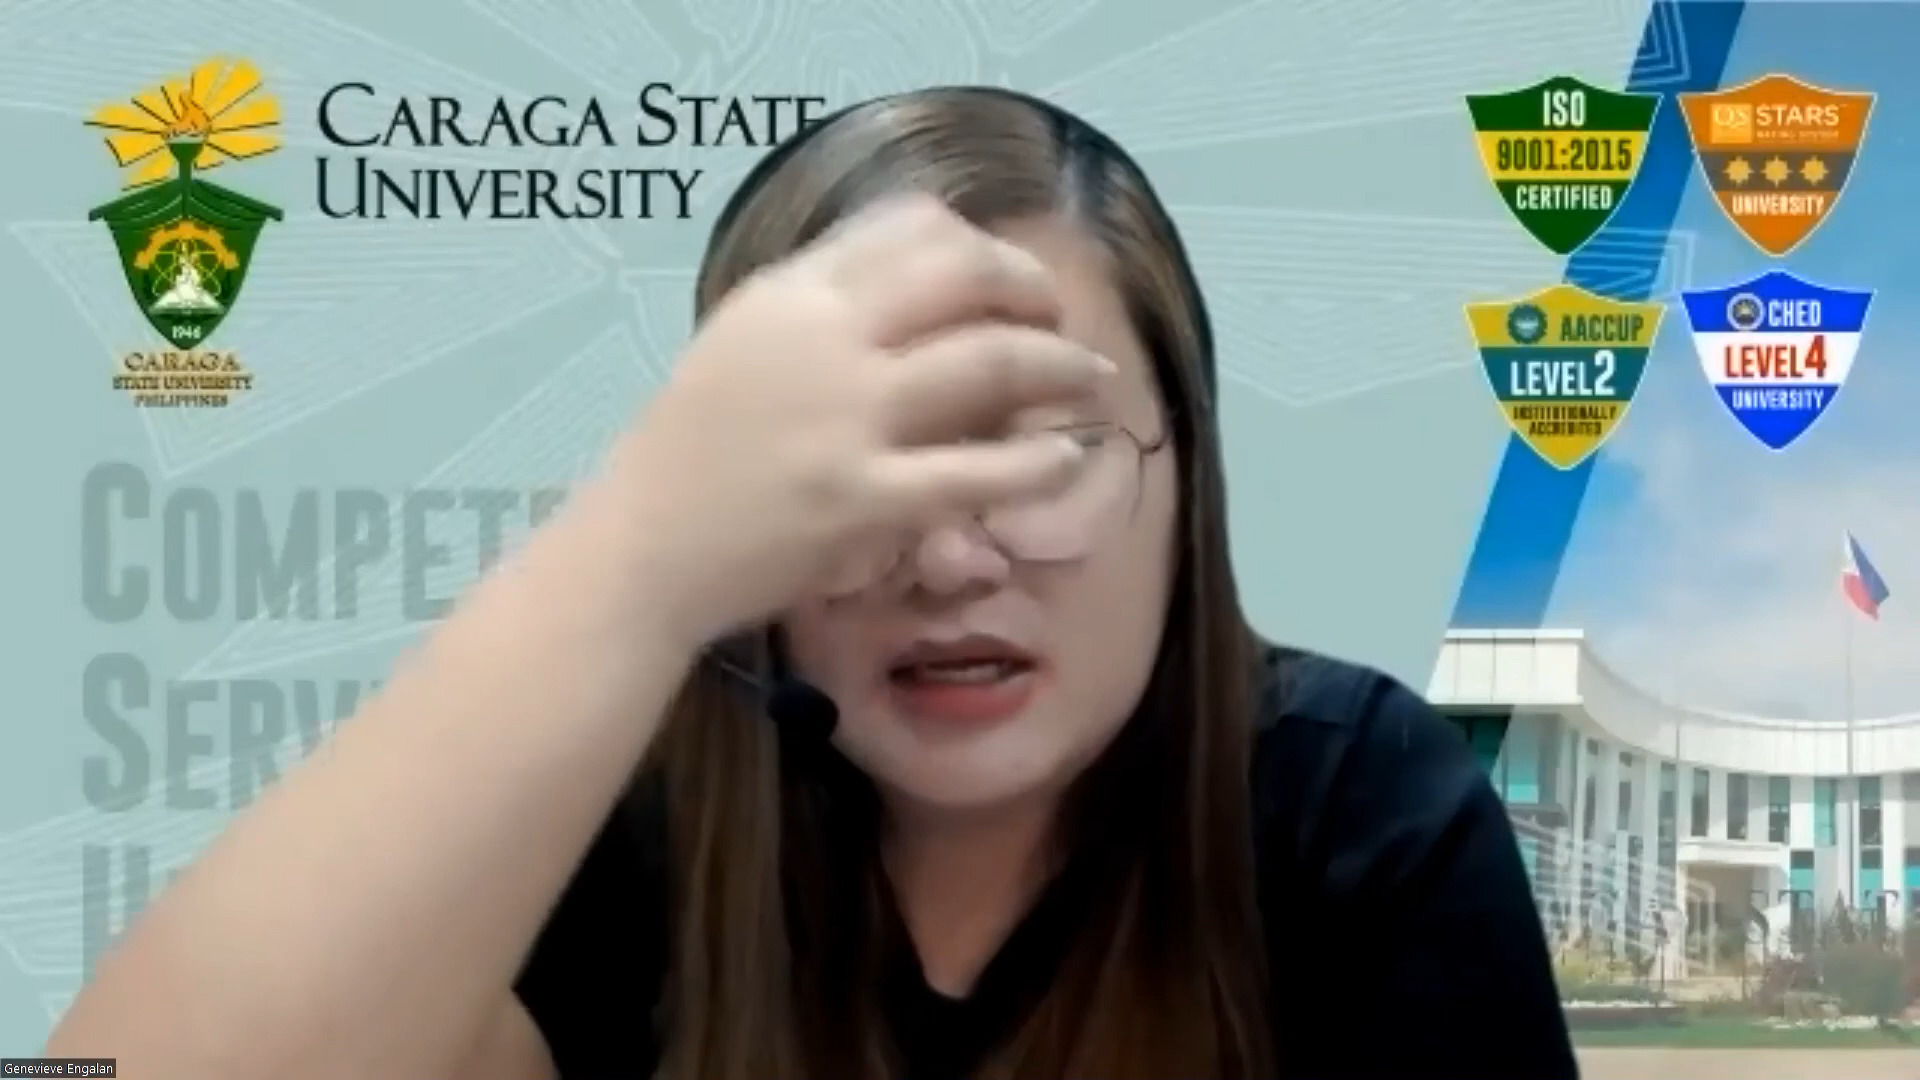 CARAGA STATE
UNIVERSITY
1946
CARAGA
STATE UNIVERSITY
PHILIPPINES
ISO
9001:2015
CERTIFIED
QS STARS
RATING SYSTEM
UNIVERSITY
AACCUP
LEVEL2
INSTITUTIONALLY
ACCREDITED
CHED
LEVEL4
UNIVERSITY
COMPETE
SERV
Genevieve Engalan